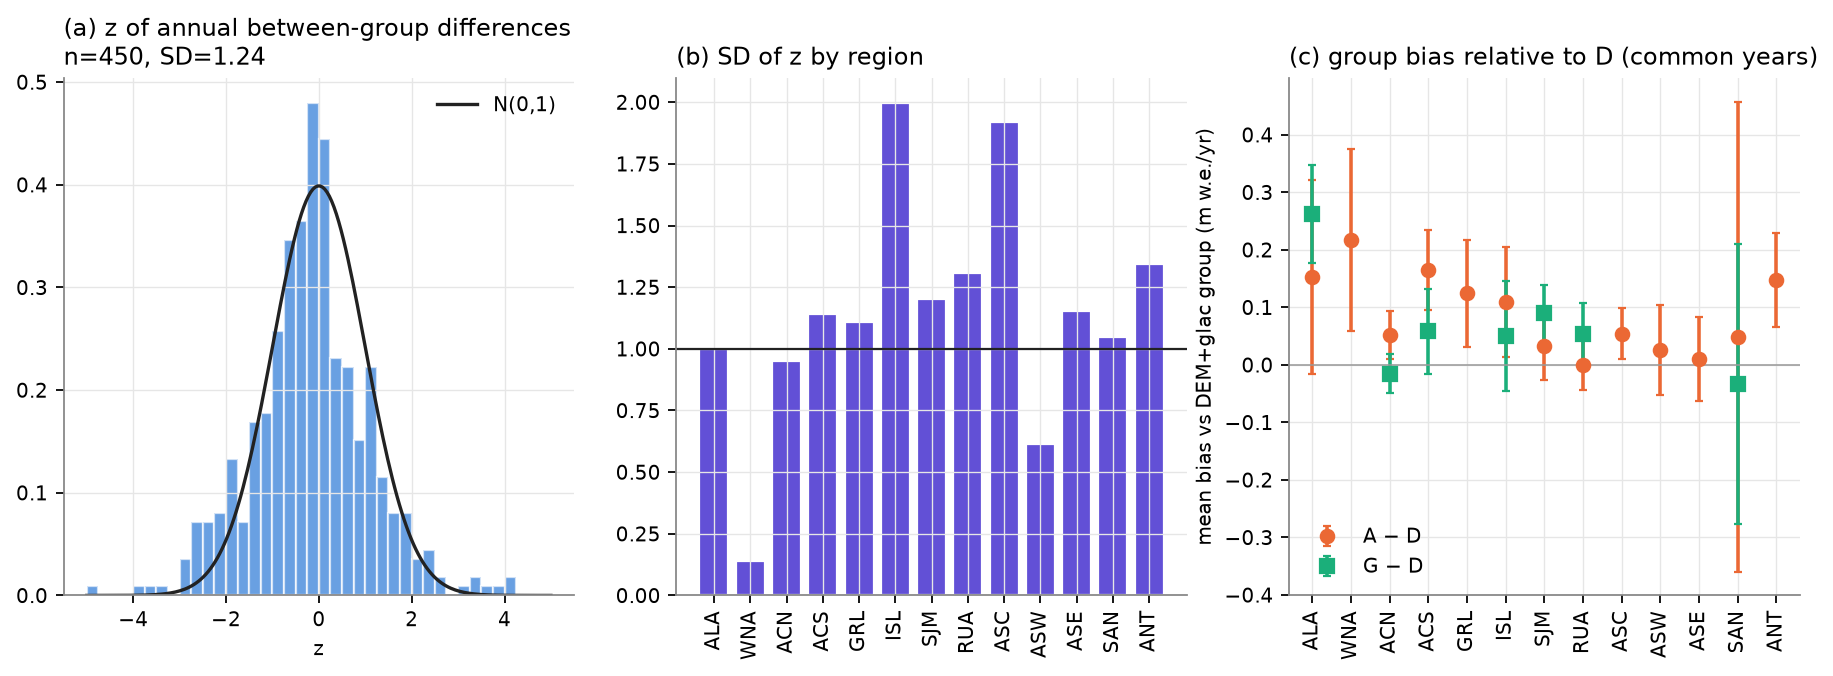 (a) z of annual between-group differences
n=450, SD=1.24
N(0,1)
0.5
0.4
0.3
0.2
0.1
0.0
−4
−2
0
2
4
z
(b) SD of z by region
2.00
1.75
1.50
1.25
1.00
0.75
0.50
0.25
0.00
ALA
WNA
ACN
ACS
GRL
ISL
SJM
RUA
ASC
ASW
ASE
SAN
ANT
(c) group bias relative to D (common years)
mean bias vs DEM+glac group (m w.e./yr)
0.4
0.3
0.2
0.1
0.0
−0.1
−0.2
−0.3
−0.4
A − D
G − D
ALA
WNA
ACN
ACS
GRL
ISL
SJM
RUA
ASC
ASW
ASE
SAN
ANT